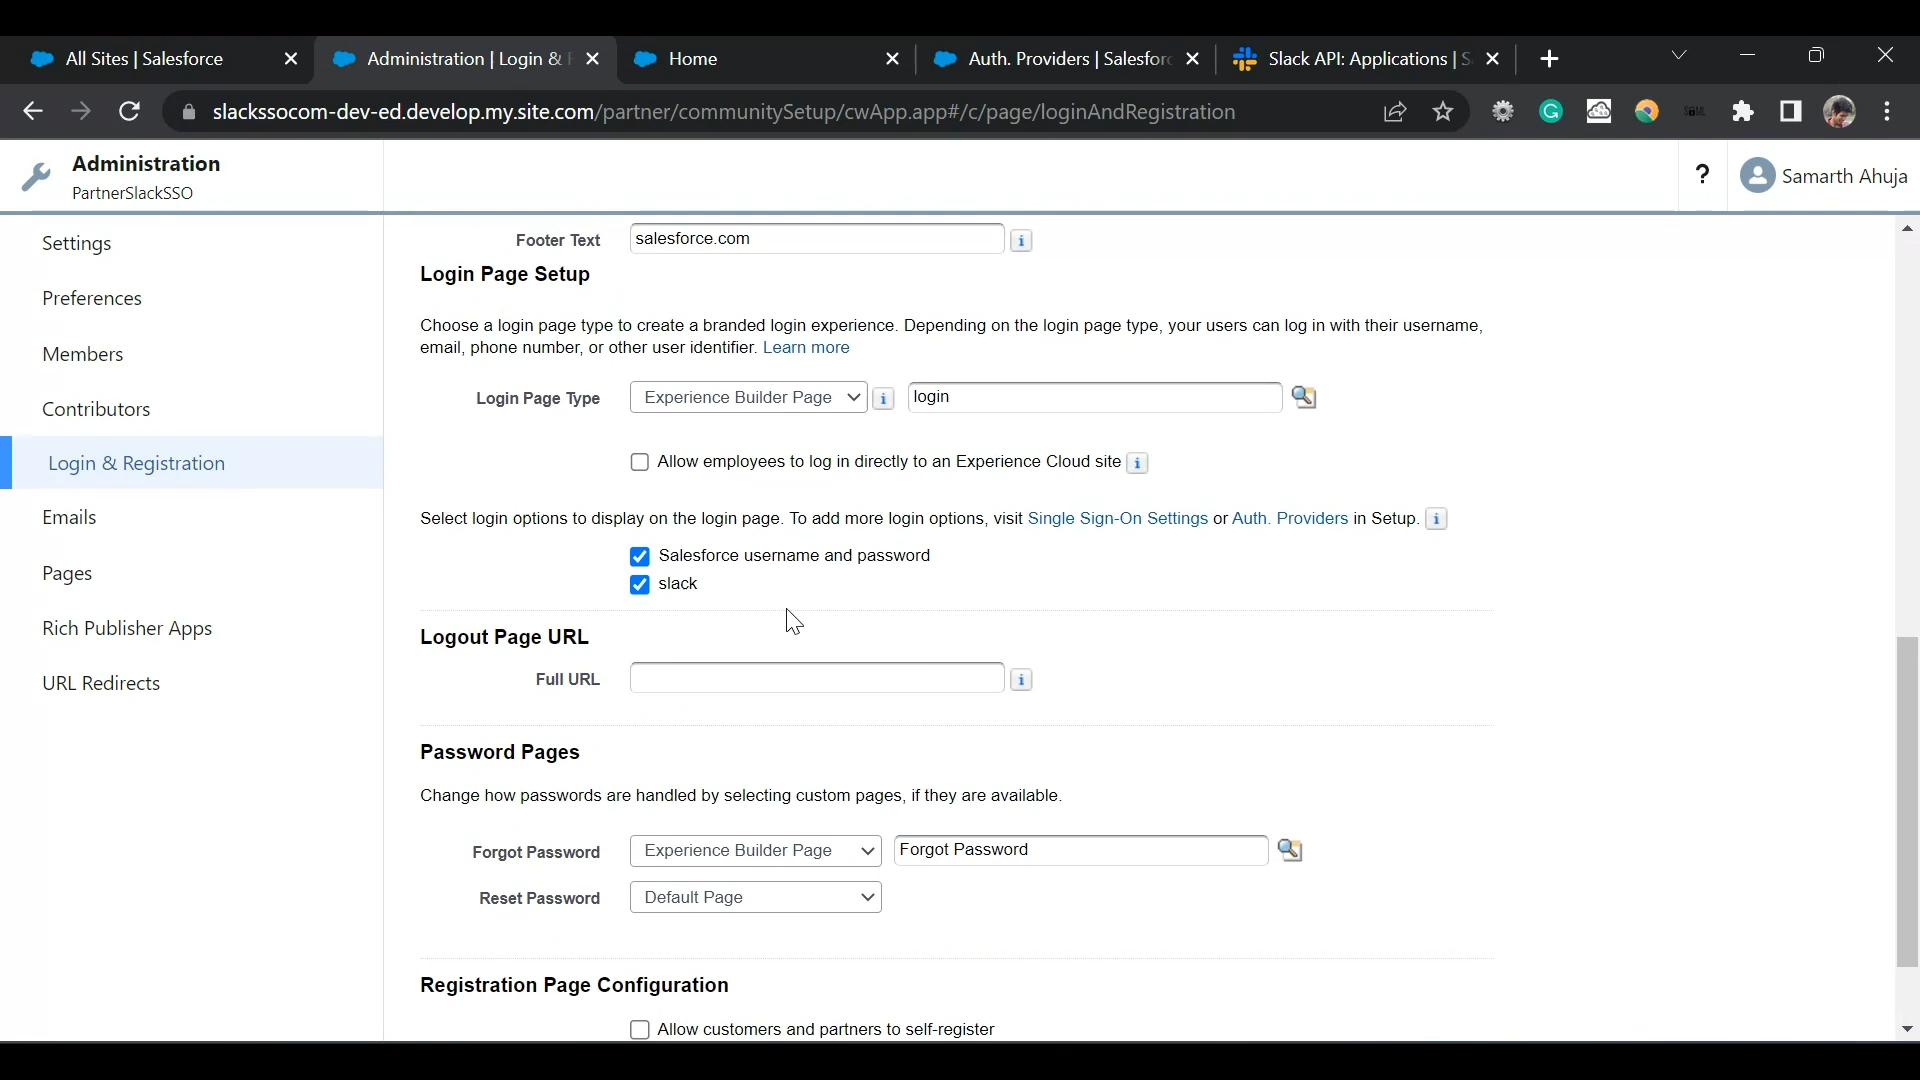 All Sites | Salesforce
Administration | Login &
Home
Auth. Providers | Salesfor
Slack API: Applications | S
slackssocom-dev-ed.develop.my.site.com/partner/communitySetup/cwApp.app#/c/page/loginAndRegistration
Administration
PartnerSlackSSO
?
Samarth Ahuja
Settings
Preferences
Members
Contributors
Login & Registration
Emails
Pages
Rich Publisher Apps
URL Redirects
Footer Text salesforce.com i
Login Page Setup
Choose a login page type to create a branded login experience. Depending on the login page type, your users can log in with their username,
email, phone number, or other user identifier. Learn more
Login Page Type Experience Builder Page i login
Allow employees to log in directly to an Experience Cloud site i
Select login options to display on the login page. To add more login options, visit Single Sign-On Settings or Auth. Providers in Setup. i
Salesforce username and password
slack
Logout Page URL
Full URL i
Password Pages
Change how passwords are handled by selecting custom pages, if they are available.
Forgot Password Experience Builder Page Forgot Password
Reset Password Default Page
Registration Page Configuration
Allow customers and partners to self-register